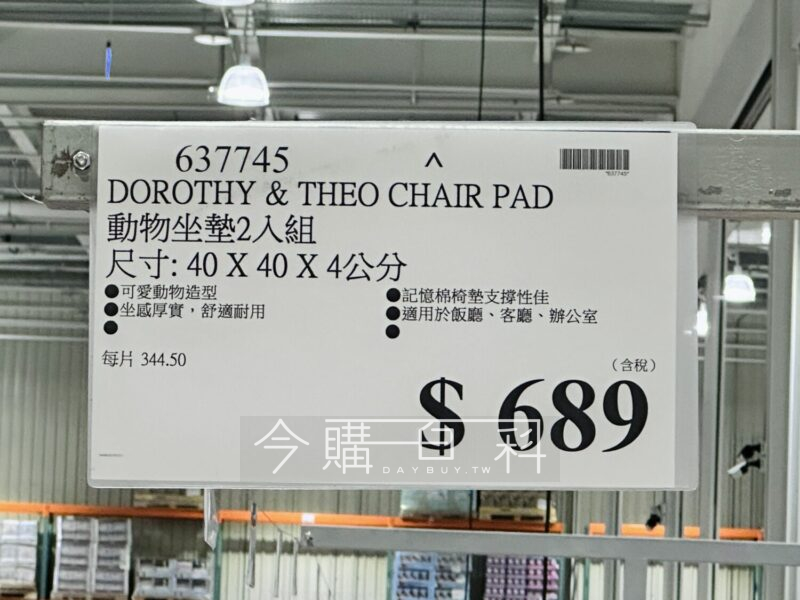 637745
^
*637745*
DOROTHY & THEO CHAIR PAD
動物坐墊2入組
尺寸: 40 X 40 X 4公分
●可愛動物造型
●坐感厚實，舒適耐用
●
●記憶棉椅墊支撐性佳
●適用於飯廳、客廳、辦公室
●
每片 344.50
（含稅）
$ 689
今購百科
DAYBUY.TW